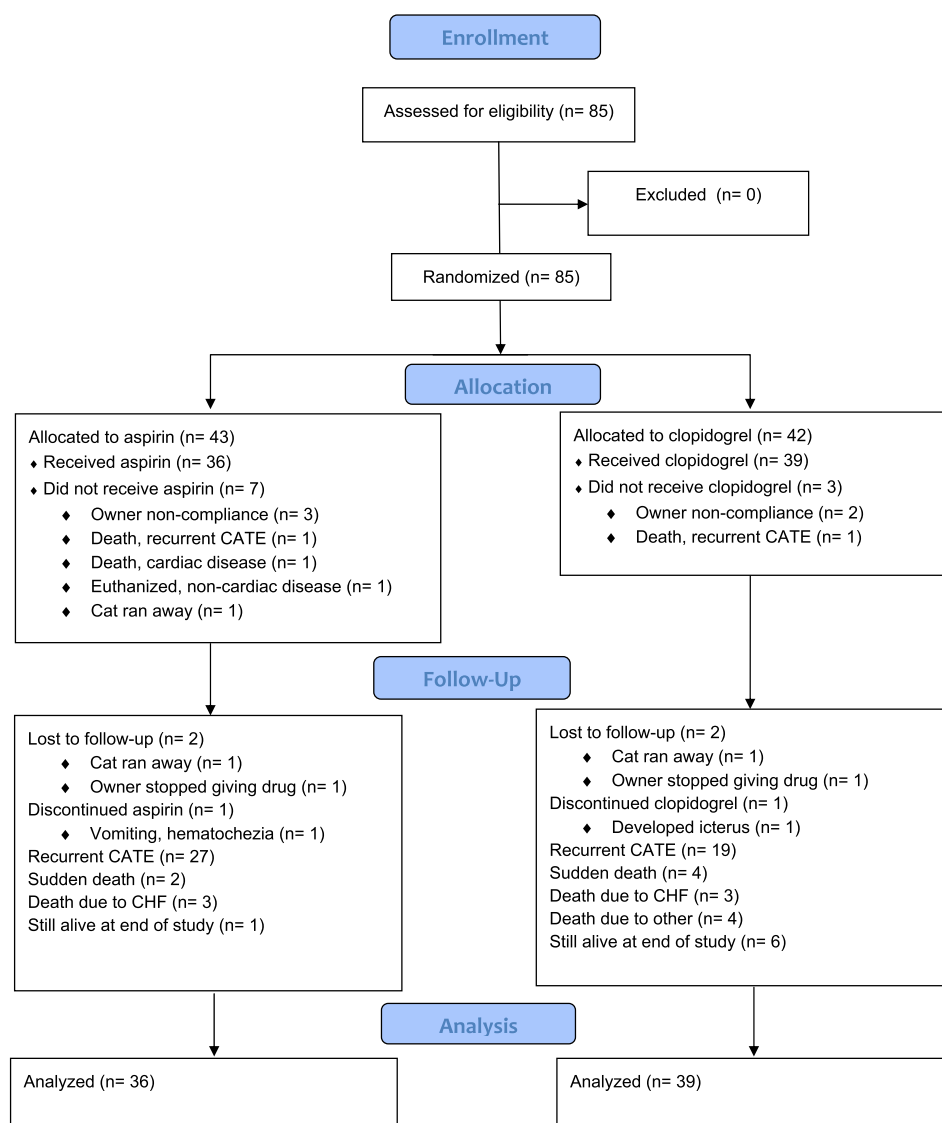 Enrollment
Assessed for eligibility (n= 85)
Excluded (n= 0)
Randomized (n= 85)
Allocation
Allocated to aspirin (n= 43)
♦ Received aspirin (n= 36)
♦ Did not receive aspirin (n= 7)
♦ Owner non-compliance (n= 3)
♦ Death, recurrent CATE (n= 1)
♦ Death, cardiac disease (n= 1)
♦ Euthanized, non-cardiac disease (n= 1)
♦ Cat ran away (n= 1)
Allocated to clopidogrel (n= 42)
♦ Received clopidogrel (n= 39)
♦ Did not receive clopidogrel (n= 3)
♦ Owner non-compliance (n= 2)
♦ Death, recurrent CATE (n= 1)
Follow-Up
Lost to follow-up (n= 2)
♦ Cat ran away (n= 1)
♦ Owner stopped giving drug (n= 1)
Discontinued aspirin (n= 1)
♦ Vomiting, hematochezia (n= 1)
Recurrent CATE (n= 27)
Sudden death (n= 2)
Death due to CHF (n= 3)
Still alive at end of study (n= 1)
Lost to follow-up (n= 2)
♦ Cat ran away (n= 1)
♦ Owner stopped giving drug (n= 1)
Discontinued clopidogrel (n= 1)
♦ Developed icterus (n= 1)
Recurrent CATE (n= 19)
Sudden death (n= 4)
Death due to CHF (n= 3)
Death due to other (n= 4)
Still alive at end of study (n= 6)
Analysis
Analyzed (n= 36)
Analyzed (n= 39)